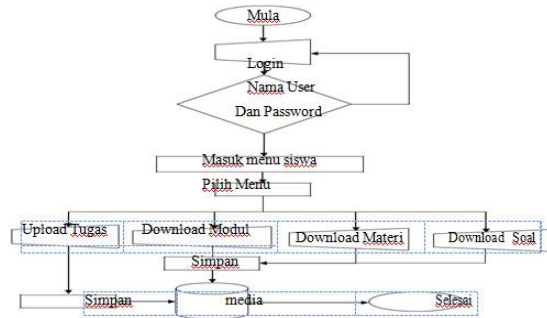 Mula
Login
Nama User
Dan Password
Masuk menu siswa
Pilih Menu
Upload Tugas
Download Modul
Download Materi
Download Soal
Simpan
Simpan
media
Selesai